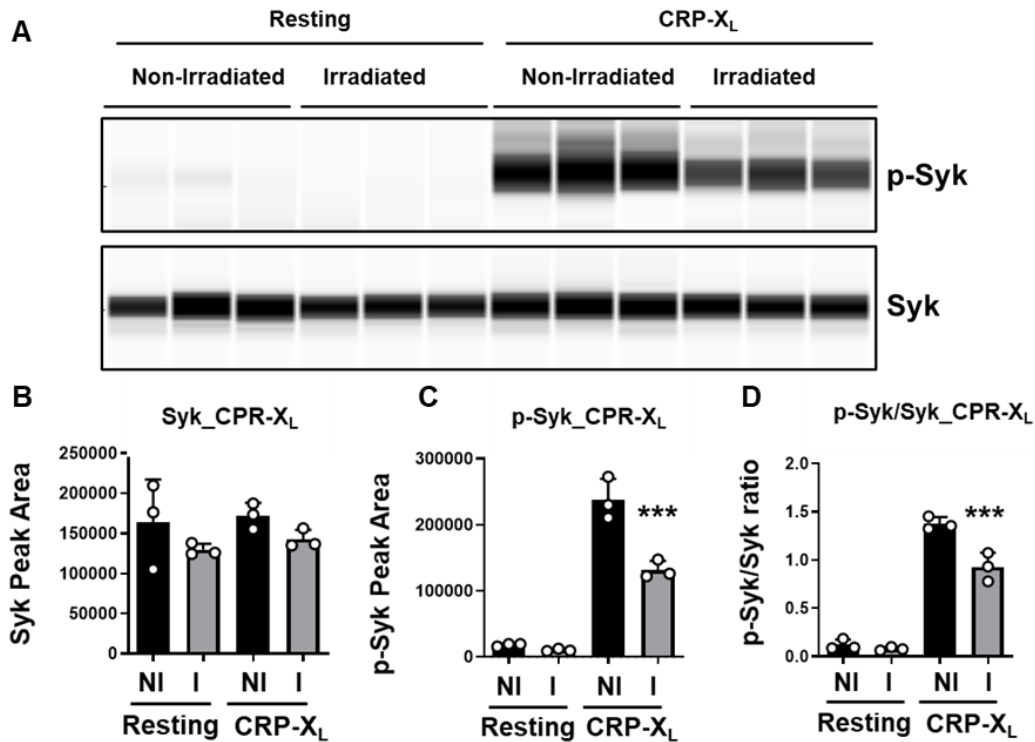 A
Resting
CRP-XL
Non-Irradiated
Irradiated
Non-Irradiated
Irradiated
p-Syk
Syk
B
Syk_CPR-XL
Syk Peak Area
250000
200000
150000
100000
50000
0
NI
I
NI
I
Resting
CRP-XL
C
p-Syk_CPR-XL
p-Syk Peak Area
300000
200000
100000
0
***
NI
I
NI
I
Resting
CRP-XL
D
p-Syk/Syk_CPR-XL
p-Syk/Syk ratio
2.0
1.5
1.0
0.5
0.0
***
NI
I
NI
I
Resting
CRP-XL